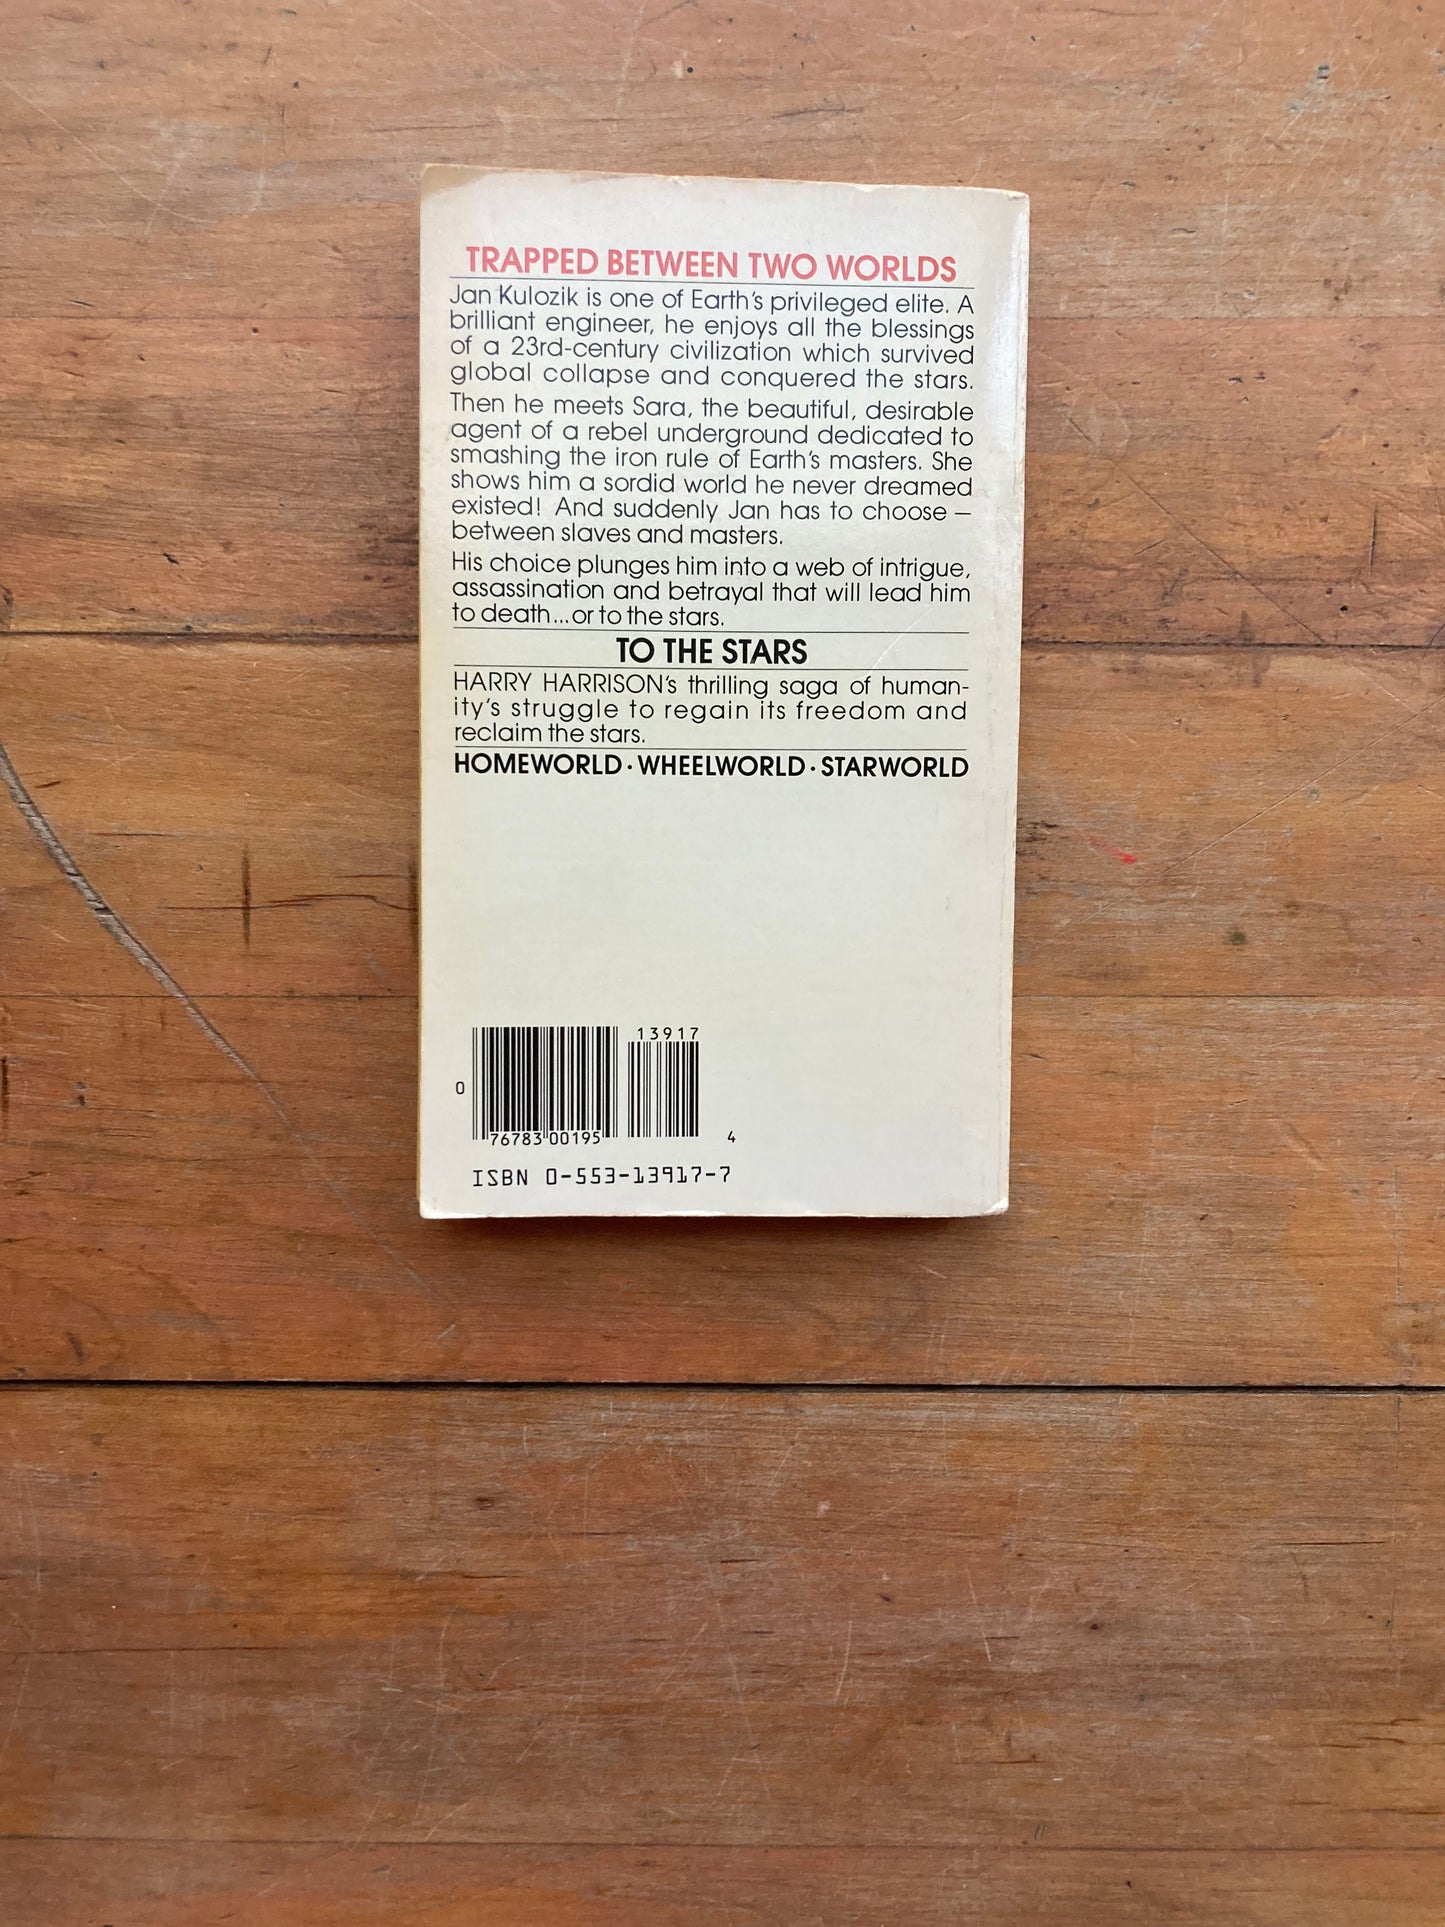 TRAPPED BETWEEN TWO WORLDS
Jan Kulozik is one of Earth's privileged elite. A
brilliant engineer, he enjoys all the blessings
of a 23rd-century civilization which survived
global collapse and conquered the stars.
Then he meets Sara, the beautiful, desirable
agent of a rebel underground dedicated to
smashing the iron rule of Earth's masters. She
shows him a sordid world he never dreamed
existed! And suddenly Jan has to choose —
between slaves and masters.
His choice plunges him into a web of intrigue,
assassination and betrayal that will lead him
to death...or to the stars.
TO THE STARS
HARRY HARRISON's thrilling saga of human-
ity's struggle to regain its freedom and
reclaim the stars.
HOMEWORLD · WHEELWORLD · STARWORLD
13917
0
76783 00195
4
ISBN 0-553-13917-7